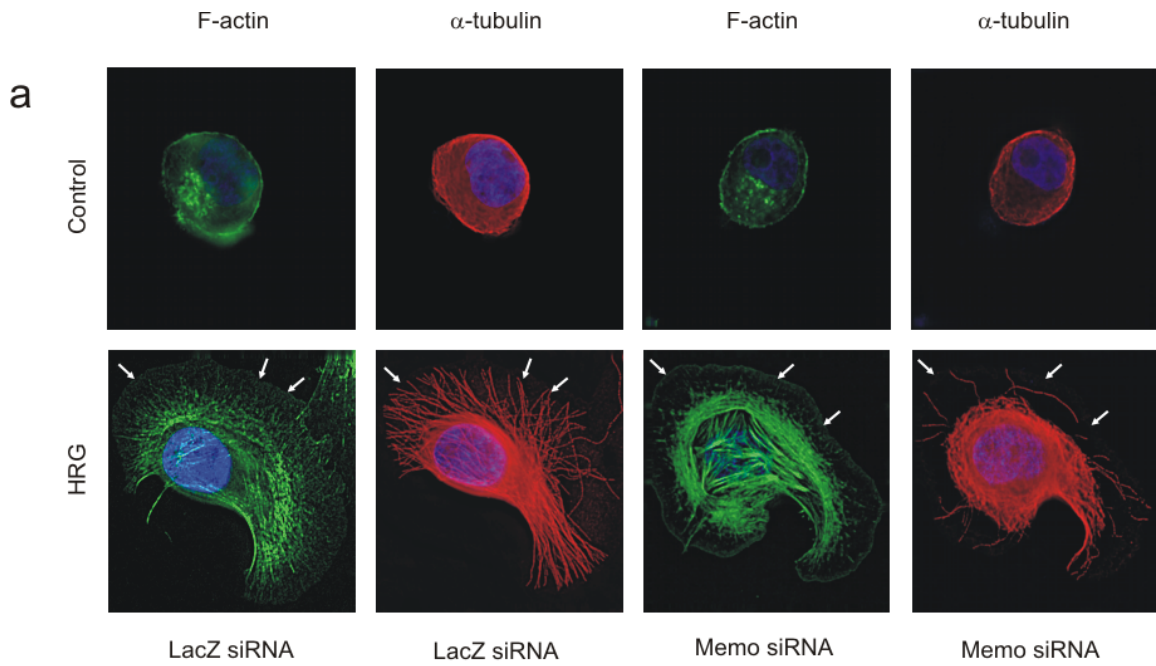 F-actin α-tubulin F-actin α-tubulin
a
Control
HRG
LacZ siRNA LacZ siRNA Memo siRNA Memo siRNA